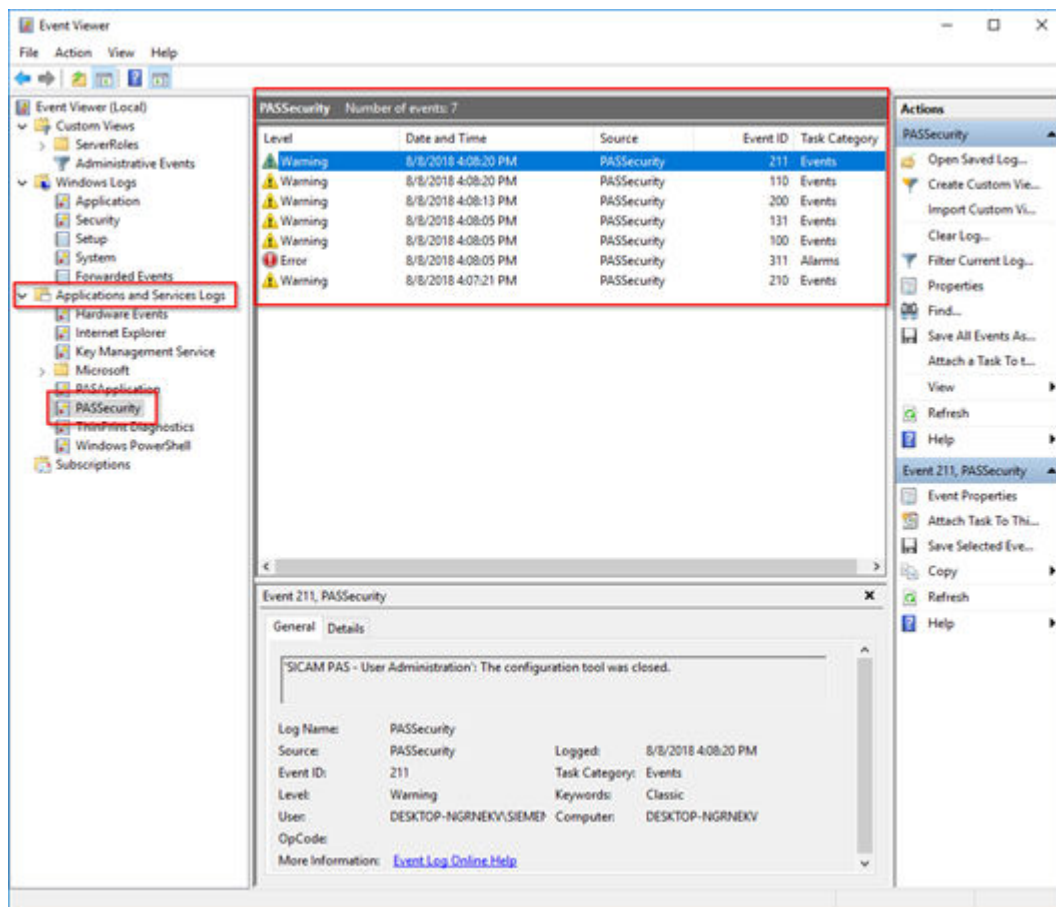 Event Viewer
File Action View Help
Event Viewer (Local)
Custom Views
ServerRoles
Administrative Events
Windows Logs
Application
Security
Setup
System
Forwarded Events
Applications and Services Logs
Hardware Events
Internet Explorer
Key Management Service
Microsoft
PASApplication
PASSecurity
ThinPrint Diagnostics
Windows PowerShell
Subscriptions
PASSecurity Number of events: 7
Level Date and Time Source Event ID Task Category
Warning 8/8/2018 4:08:20 PM PASSecurity 211 Events
Warning 8/8/2018 4:08:20 PM PASSecurity 110 Events
Warning 8/8/2018 4:08:13 PM PASSecurity 200 Events
Warning 8/8/2018 4:08:05 PM PASSecurity 131 Events
Warning 8/8/2018 4:08:05 PM PASSecurity 100 Events
Error 8/8/2018 4:08:05 PM PASSecurity 311 Alarms
Warning 8/8/2018 4:07:21 PM PASSecurity 210 Events
Event 211, PASSecurity
General Details
'SICAM PAS - User Administration': The configuration tool was closed.
Log Name: PASSecurity
Source: PASSecurity Logged: 8/8/2018 4:08:20 PM
Event ID: 211 Task Category: Events
Level: Warning Keywords: Classic
User: DESKTOP-NGRNEKV\SIEMEN Computer: DESKTOP-NGRNEKV
OpCode:
More Information: Event Log Online Help
Actions
PASSecurity
Open Saved Log...
Create Custom Vie...
Import Custom Vi...
Clear Log...
Filter Current Log...
Properties
Find...
Save All Events As...
Attach a Task To t...
View
Refresh
Help
Event 211, PASSecurity
Event Properties
Attach Task To Thi...
Save Selected Eve...
Copy
Refresh
Help